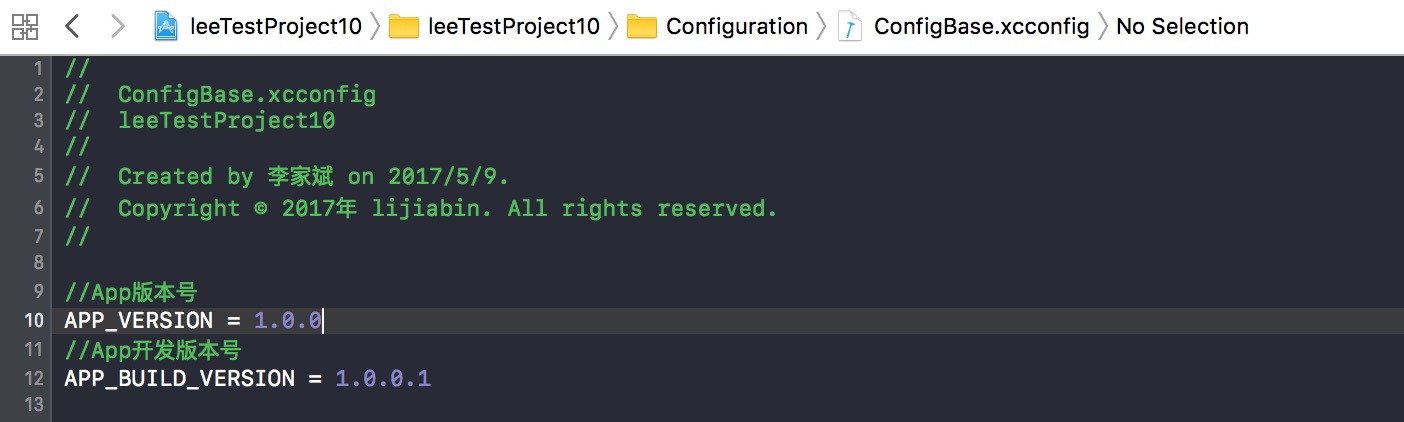 leeTestProject10 leeTestProject10 Configuration ConfigBase.xcconfig No Selection
1 //
2 //  ConfigBase.xcconfig
3 //  leeTestProject10
4 //
5 //  Created by 李家斌 on 2017/5/9.
6 //  Copyright © 2017年 lijiabin. All rights reserved.
7 //
8
9 //App版本号
10 APP_VERSION = 1.0.0
11 //App开发版本号
12 APP_BUILD_VERSION = 1.0.0.1
13